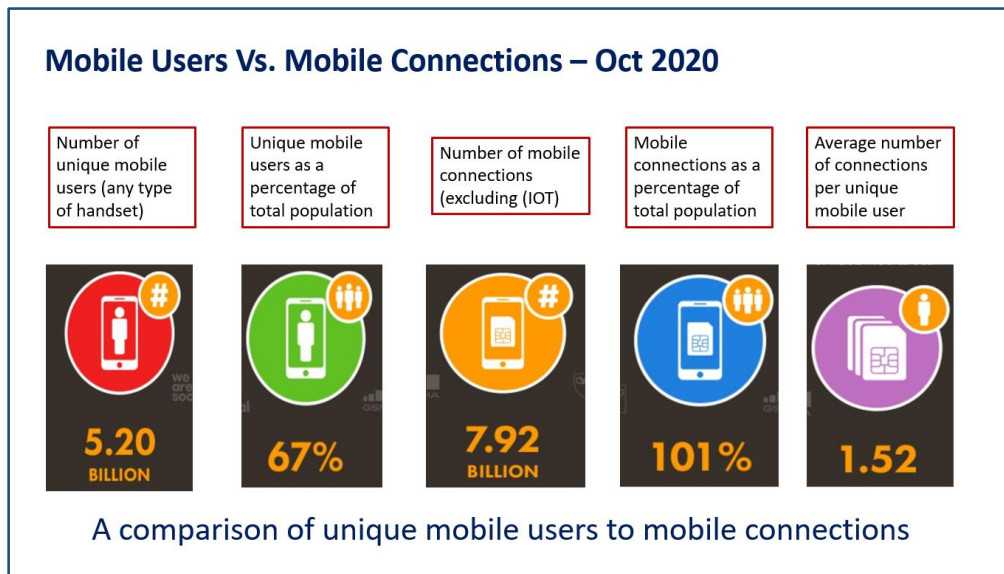 Mobile Users Vs. Mobile Connections – Oct 2020
Number of
unique mobile
users (any type
of handset)
Unique mobile
users as a
percentage of
total population
Number of mobile
connections
(excluding (IOT)
Mobile
connections as a
percentage of
total population
Average number
of connections
per unique
mobile user
#
#
we
are
soc
5.20
BILLION
67%
7.92
BILLION
101%
1.52
A comparison of unique mobile users to mobile connections